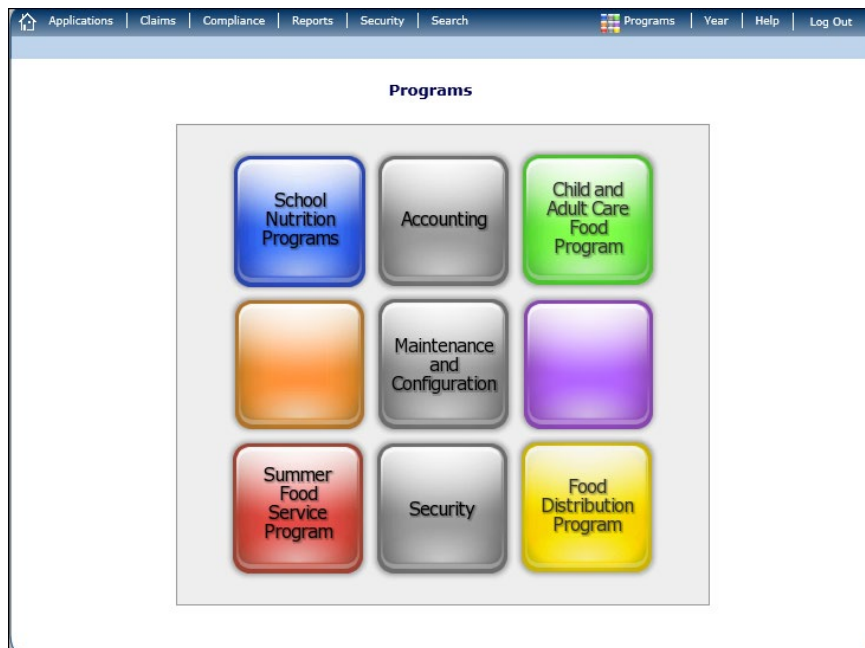 Applications | Claims | Compliance | Reports | Security | Search Programs | Year | Help | Log Out
Programs
School
Nutrition
Programs
Accounting
Child and
Adult Care
Food
Program
Maintenance
and
Configuration
Summer
Food
Service
Program
Security
Food
Distribution
Program